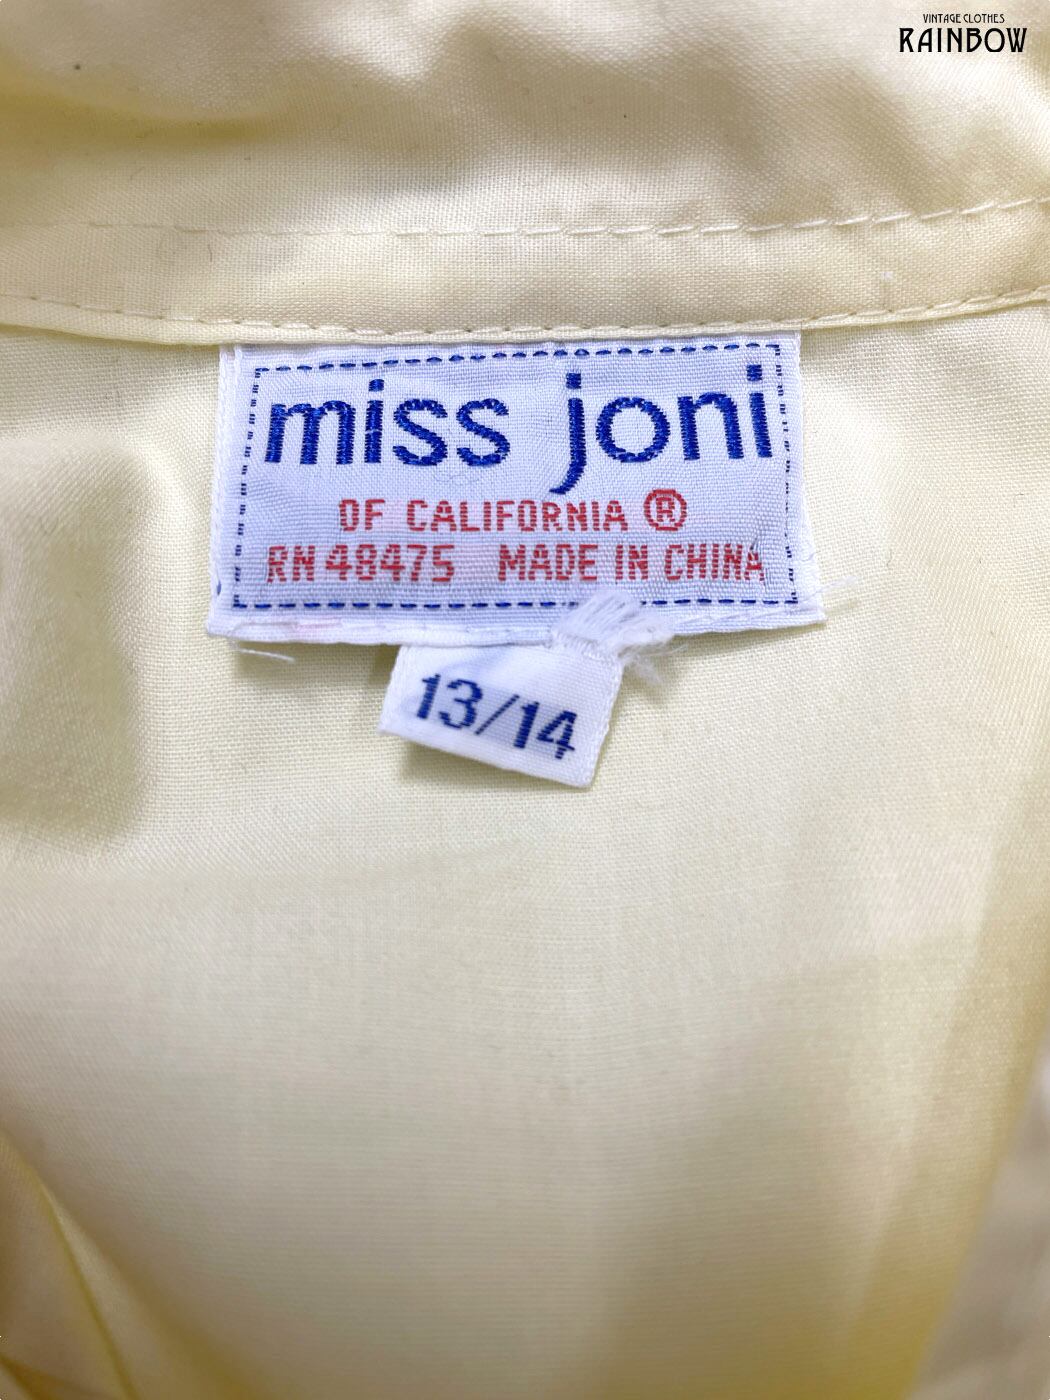 VINTAGE CLOTHES
RAINBOW
miss joni
OF CALIFORNIA ®
RN 48475 MADE IN CHINA
13/14